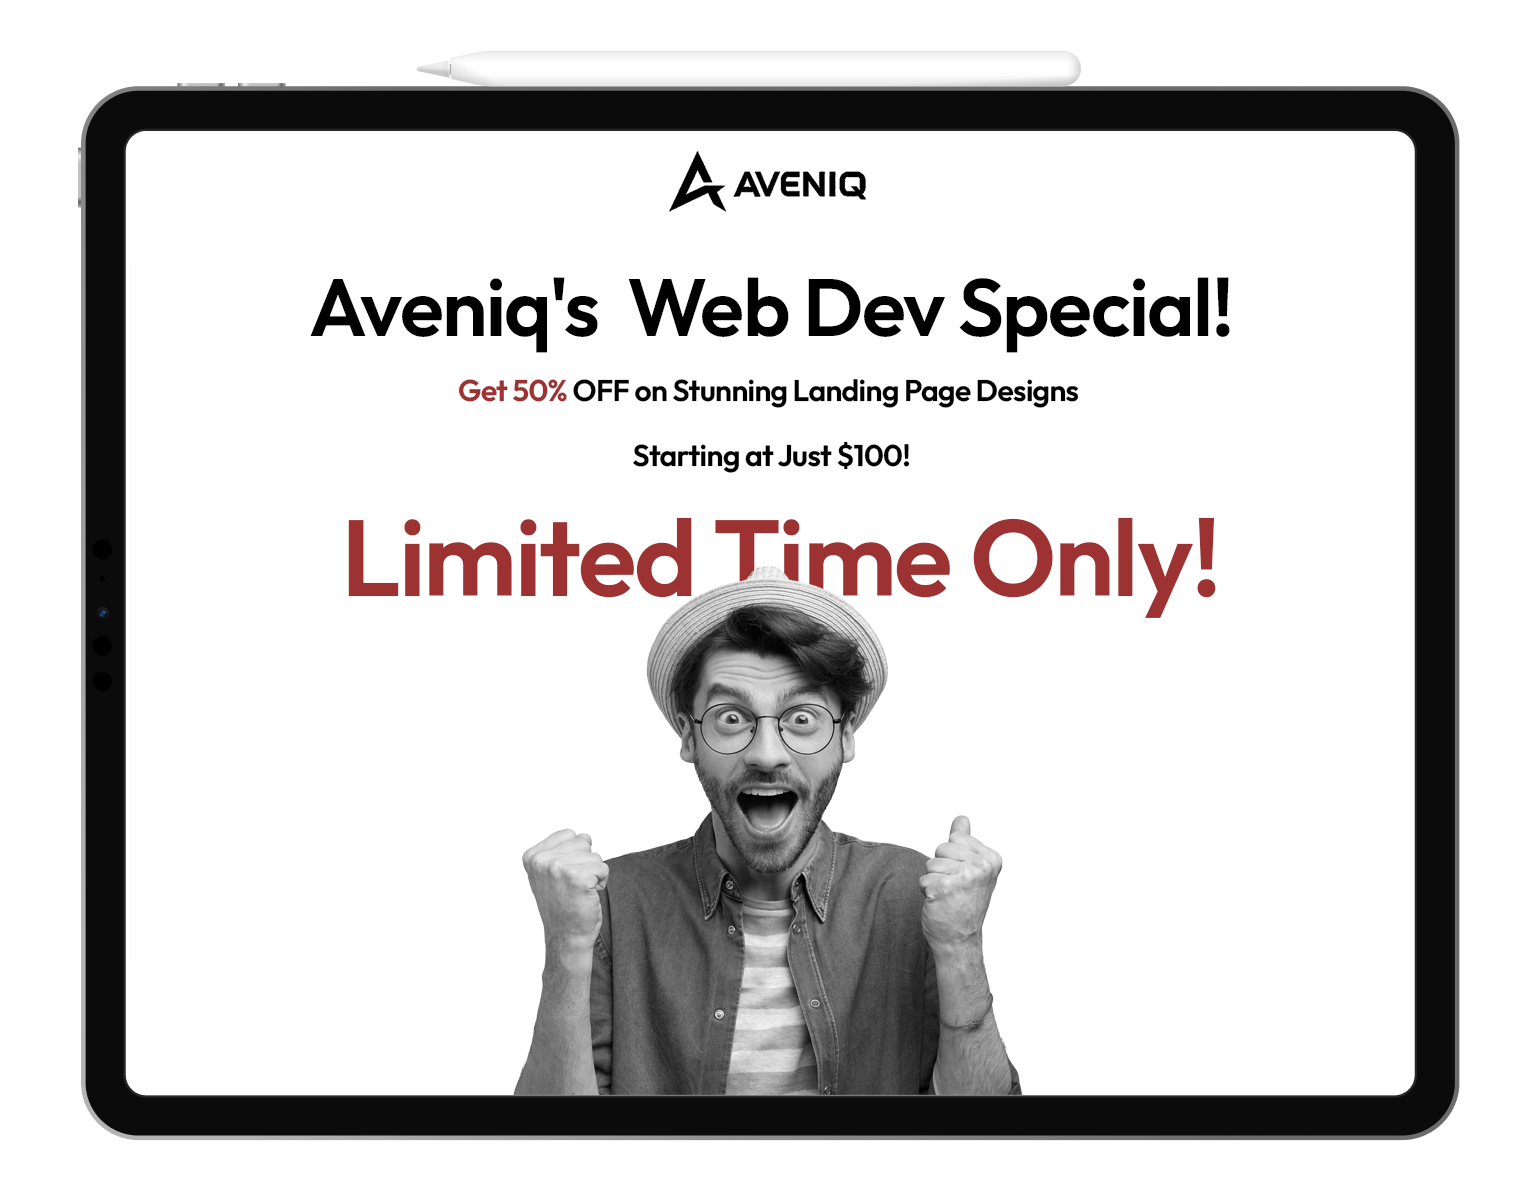 AVENIQ
Aveniq's Web Dev Special!
Get 50% OFF on Stunning Landing Page Designs
Starting at Just $100!
Limited Time Only!